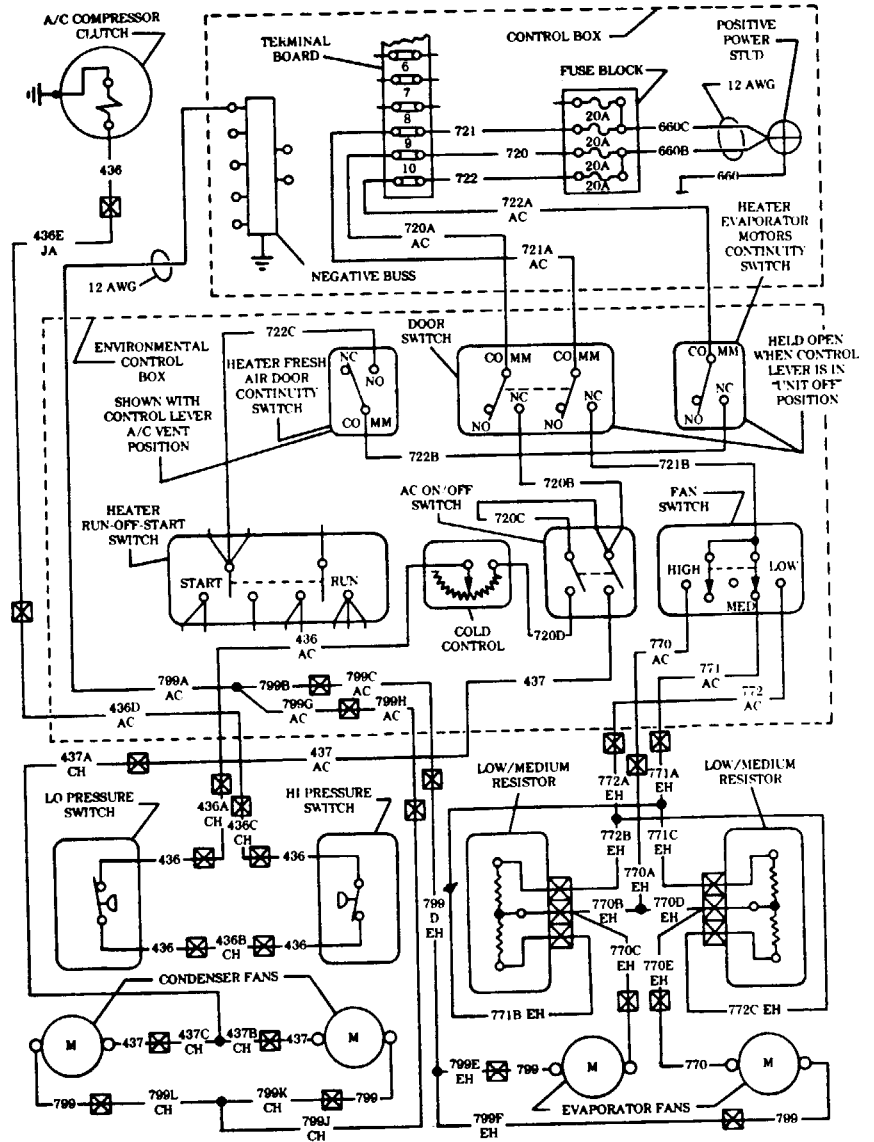 A/C COMPRESSOR
CLUTCH
TERMINAL
BOARD
CONTROL BOX
POSITIVE
POWER
STUD
FUSE BLOCK
12 AWG
6
7
8
9
10
20A
20A
20A
20A
721
720
722
660C
660B
660
436
436E
JA
12 AWG
NEGATIVE BUSS
720A
AC
722A
AC
721A
AC
HEATER
EVAPORATOR
MOTORS
CONTINUITY
SWITCH
ENVIRONMENTAL
CONTROL
BOX
722C
DOOR
SWITCH
HEATER FRESH
AIR DOOR
CONTINUITY
SWITCH
NC
NO
CO MM
CO MM
CO MM
NO
NC
NC
NO
CO MM
NC
NO
HELD OPEN
WHEN CONTROL
LEVER IS IN
"UNIT OFF"
POSITION
SHOWN WITH
CONTROL LEVER
A/C VENT
POSITION
722B
721B
720B
AC ON/OFF
SWITCH
720C
FAN
SWITCH
HEATER
RUN-OFF-START
SWITCH
START
RUN
HIGH
LOW
MED
COLD
CONTROL
720D
436
AC
770
AC
771
AC
772
AC
799A
AC
799B
799C
AC
799G
AC
799H
AC
437
436D
AC
437A
CH
437
AC
LO PRESSURE
SWITCH
436A
CH
436C
CH
HI PRESSURE
SWITCH
LOW/MEDIUM
RESISTOR
772A
EH
771A
EH
LOW/MEDIUM
RESISTOR
772B
EH
771C
EH
436
436
770A
EH
799
D
EH
770B
EH
770D
EH
436
436B
CH
436
770C
EH
770E
EH
771B EH
772C EH
CONDENSER FANS
M
437
437C
CH
437B
CH
437
M
799E
EH
799
M
770
M
799
799L
CH
799K
CH
799
799J
CH
EVAPORATOR FANS
799F
EH
799